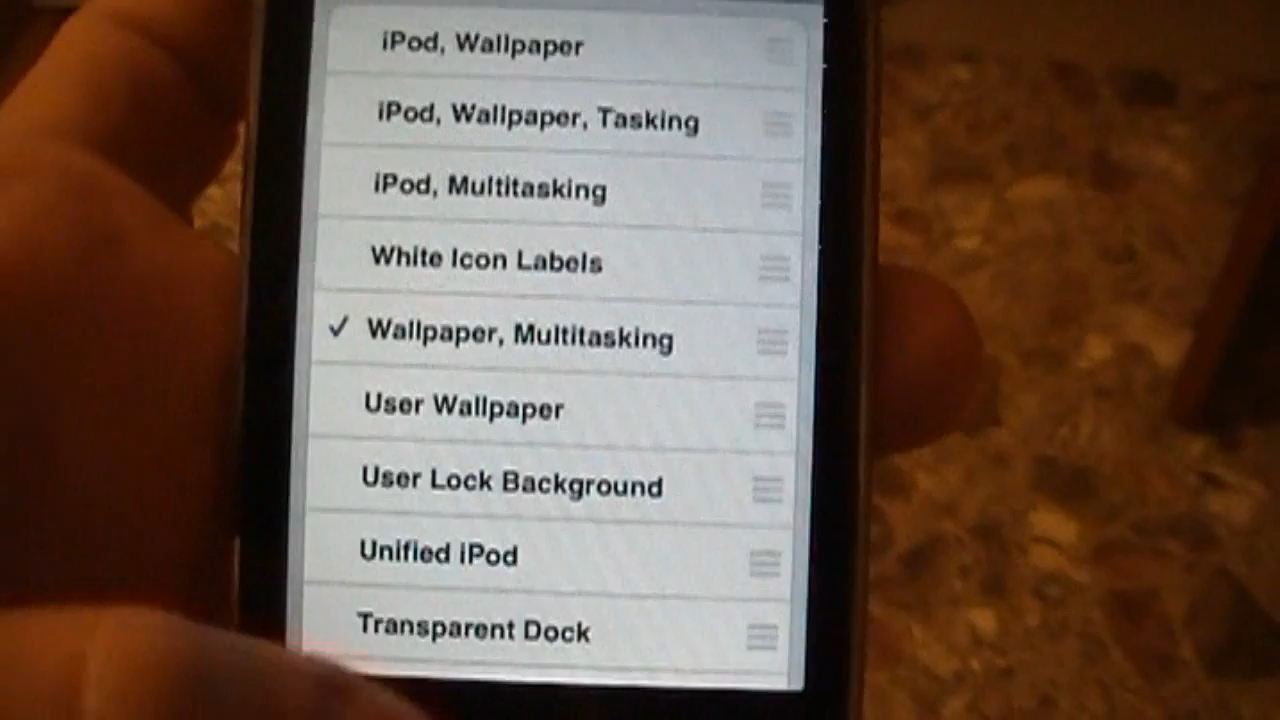 iPod, Wallpaper
iPod, Wallpaper, Tasking
iPod, Multitasking
White Icon Labels
Wallpaper, Multitasking
User Wallpaper
User Lock Background
Unified iPod
Transparent Dock